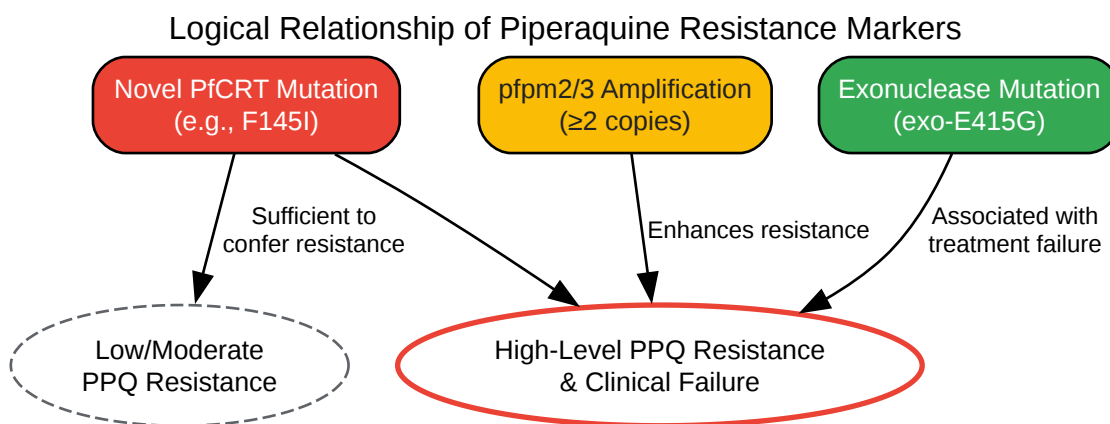 Logical Relationship of Piperaquine Resistance Markers
Novel PfCRT Mutation
(e.g., F145I)
pfpm2/3 Amplification
(≥2 copies)
Exonuclease Mutation
(exo-E415G)
Sufficient to
confer resistance
Enhances resistance
Associated with
treatment failure
Low/Moderate
PPQ Resistance
High-Level PPQ Resistance
& Clinical Failure